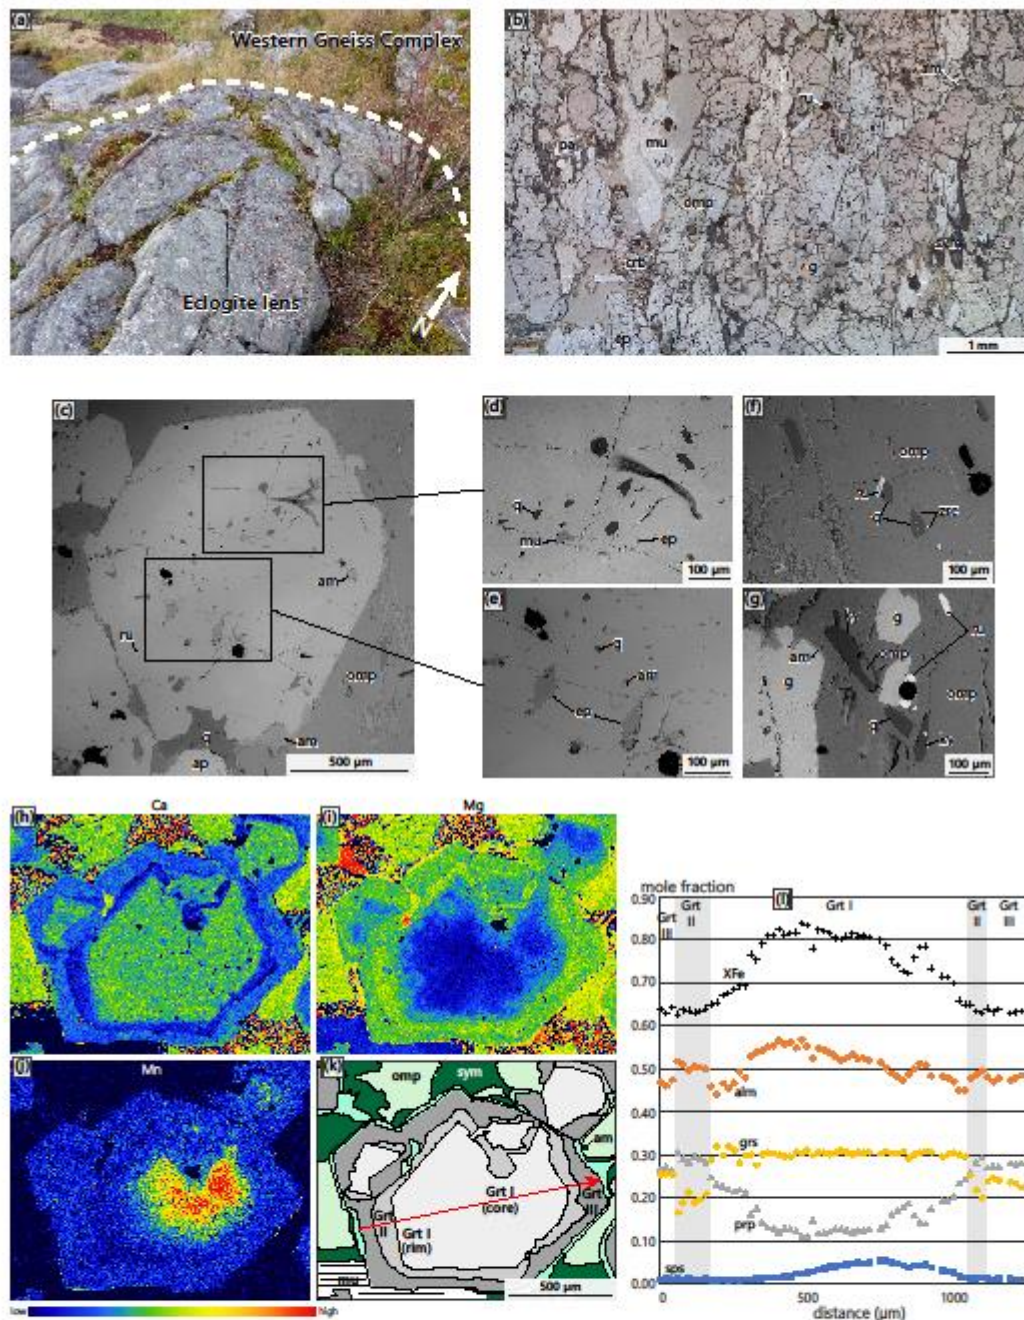 (a)
Western Gneiss Complex
Eclogite lens
N
(b)
pa
mu
omp
crb
g
ep
1 mm
(c)
am
ru
omp
q
am
ap
500 µm
(d)
q
mu
ep
100 µm
(e)
q
am
ep
100 µm
(f)
omp
ru
q
100 µm
(g)
g
ru
am
omp
g
omp
q
100 µm
(h)
Ca
(i)
Mg
(j)
Mn
low
high
(k)
omp
sym
am
Grt I
(core)
Grt
III
Grt
II
Grt I
(rim)
mu
500 µm
(l)
mole fraction
0.90
0.80
0.70
0.60
0.50
0.40
0.30
0.20
0.10
0.00
Grt
III
Grt
II
Grt I
Grt
II
Grt
III
XFe
alm
grs
prp
sps
0
500
1000
distance (µm)